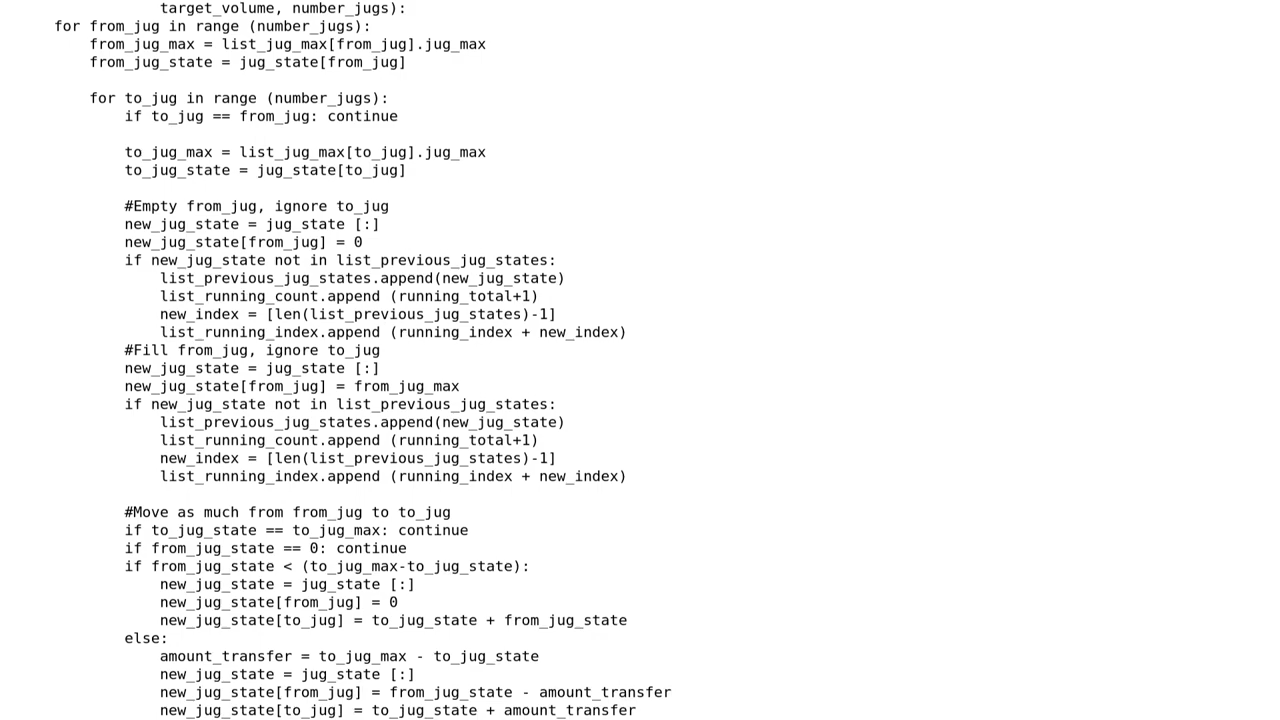 target_volume, number_jugs):
for from_jug in range (number_jugs):
from_jug_max = list_jug_max[from_jug].jug_max
from_jug_state = jug_state[from_jug]
for to_jug in range (number_jugs):
if to_jug == from_jug: continue
to_jug_max = list_jug_max[to_jug].jug_max
to_jug_state = jug_state[to_jug]
#Empty from_jug, ignore to_jug
new_jug_state = jug_state [:]
new_jug_state[from_jug] = 0
if new_jug_state not in list_previous_jug_states:
list_previous_jug_states.append(new_jug_state)
list_running_count.append (running_total+1)
new_index = [len(list_previous_jug_states)-1]
list_running_index.append (running_index + new_index)
#Fill from_jug, ignore to_jug
new_jug_state = jug_state [:]
new_jug_state[from_jug] = from_jug_max
if new_jug_state not in list_previous_jug_states:
list_previous_jug_states.append(new_jug_state)
list_running_count.append (running_total+1)
new_index = [len(list_previous_jug_states)-1]
list_running_index.append (running_index + new_index)
#Move as much from from_jug to to_jug
if to_jug_state == to_jug_max: continue
if from_jug_state == 0: continue
if from_jug_state < (to_jug_max-to_jug_state):
new_jug_state = jug_state [:]
new_jug_state[from_jug] = 0
new_jug_state[to_jug] = to_jug_state + from_jug_state
else:
amount_transfer = to_jug_max - to_jug_state
new_jug_state = jug_state [:]
new_jug_state[from_jug] = from_jug_state - amount_transfer
new_jug_state[to_jug] = to_jug_state + amount_transfer